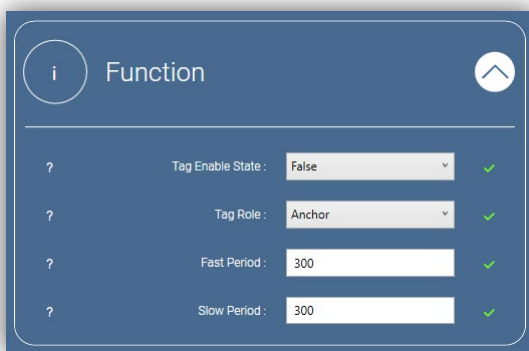 i Function
? Tag Enable State : False
? Tag Role : Anchor
? Fast Period : 300
? Slow Period : 300